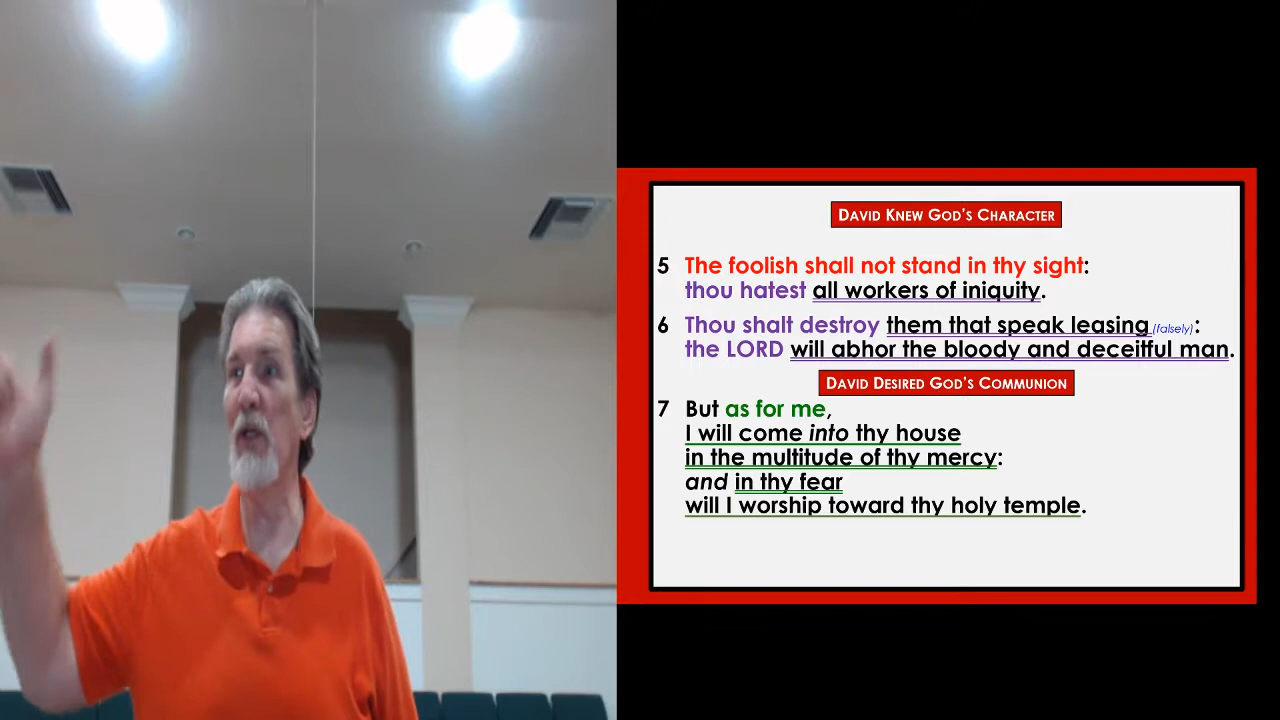 DAVID KNEW GOD'S CHARACTER
5 The foolish shall not stand in thy sight:
thou hatest all workers of iniquity.
6 Thou shalt destroy them that speak leasing (falsely):
the LORD will abhor the bloody and deceitful man.
DAVID DESIRED GOD'S COMMUNION
7 But as for me,
I will come into thy house
in the multitude of thy mercy:
and in thy fear
will I worship toward thy holy temple.